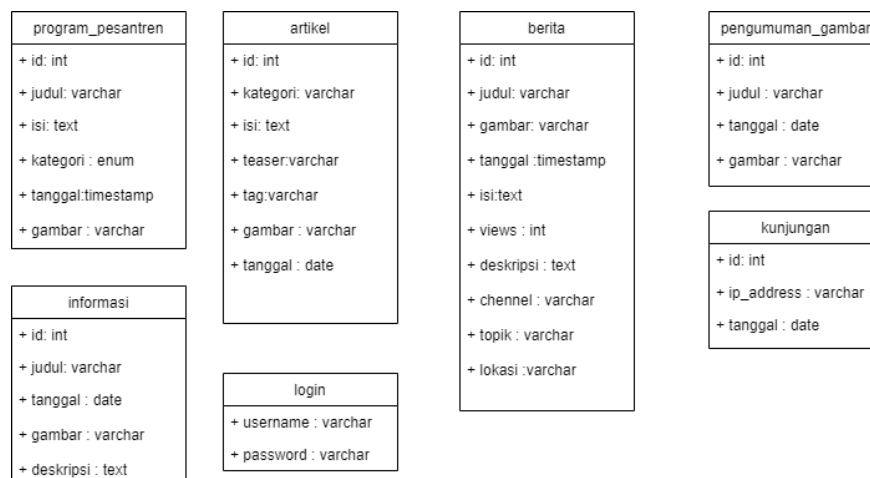 program_pesantren
+ id: int
+ judul: varchar
+ isi: text
+ kategori : enum
+ tanggal:timestamp
+ gambar : varchar
informasi
+ id: int
+ judul: varchar
+ tanggal : date
+ gambar : varchar
+ deskripsi : text
artikel
+ id: int
+ kategori: varchar
+ isi: text
+ teaser:varchar
+ tag:varchar
+ gambar : varchar
+ tanggal : date
login
+ username : varchar
+ password : varchar
berita
+ id: int
+ judul: varchar
+ gambar: varchar
+ tanggal :timestamp
+ isi:text
+ views : int
+ deskripsi : text
+ chennel : varchar
+ topik : varchar
+ lokasi :varchar
pengumuman_gambar
+ id: int
+ judul : varchar
+ tanggal : date
+ gambar : varchar
kunjungan
+ id: int
+ ip_address : varchar
+ tanggal : date